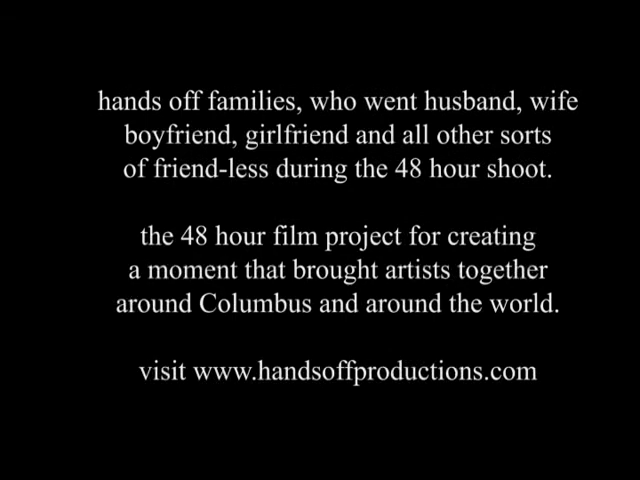 hands off families, who went husband, wife
boyfriend, girlfriend and all other sorts
of friend-less during the 48 hour shoot.
the 48 hour film project for creating
a moment that brought artists together
around Columbus and around the world.
visit www.handsoffproductions.com